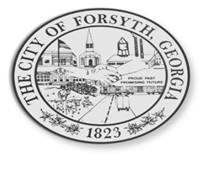 THE CITY OF FORSYTH, GEORGIA
PROUD PAST
PROMISING FUTURE
1823